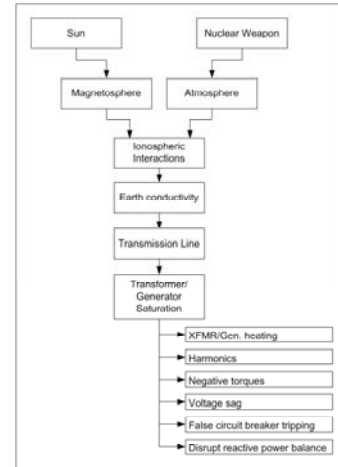 Sun
Nuclear Weapon
Magnetosphere
Atmosphere
Ionospheric
Interactions
Earth conductivity
Transmission Line
Transformer/
Generator
Saturation
XFMR/Gen. heating
Harmonics
Negative torques
Voltage sag
False circuit breaker tripping
Disrupt reactive power balance